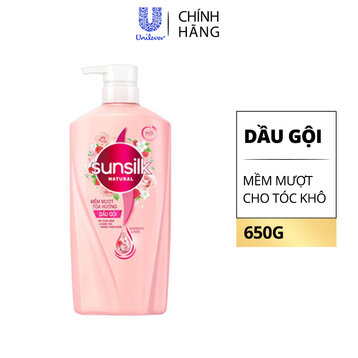 Unilever
CHÍNH
HÃNG
MỚI
sunsilk
NATURAL
MỀM MƯỢT
TỎA HƯƠNG
DẦU GỘI
DẦU GỘI
MỀM MƯỢT
CHO TÓC KHÔ
650G